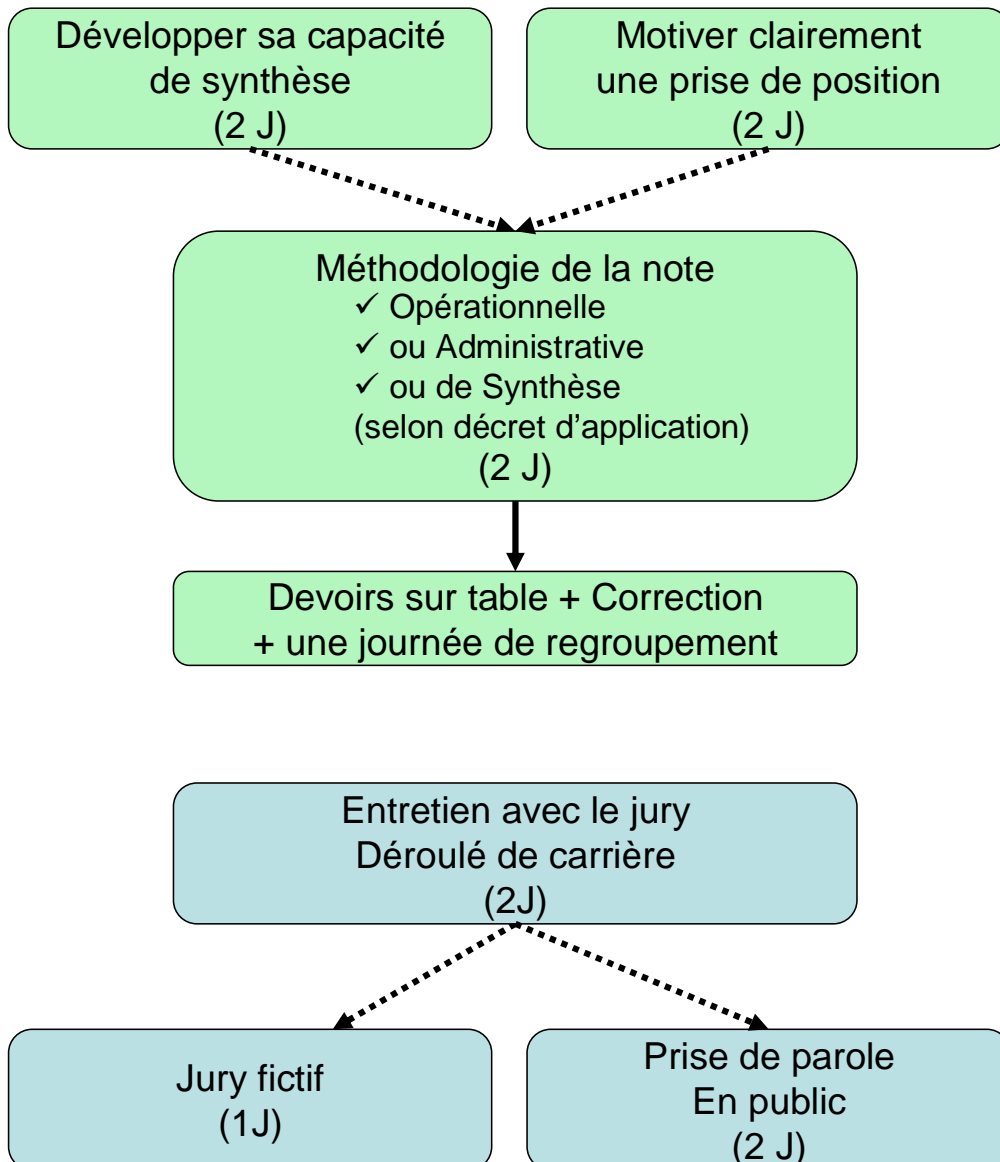 Développer sa capacité
de synthèse
(2 J)
Motiver clairement
une prise de position
(2 J)
Méthodologie de la note
✓ Opérationnelle
✓ ou Administrative
✓ ou de Synthèse
(selon décret d’application)
(2 J)
Devoirs sur table + Correction
+ une journée de regroupement
Entretien avec le jury
Déroulé de carrière
(2J)
Jury fictif
(1J)
Prise de parole
En public
(2 J)